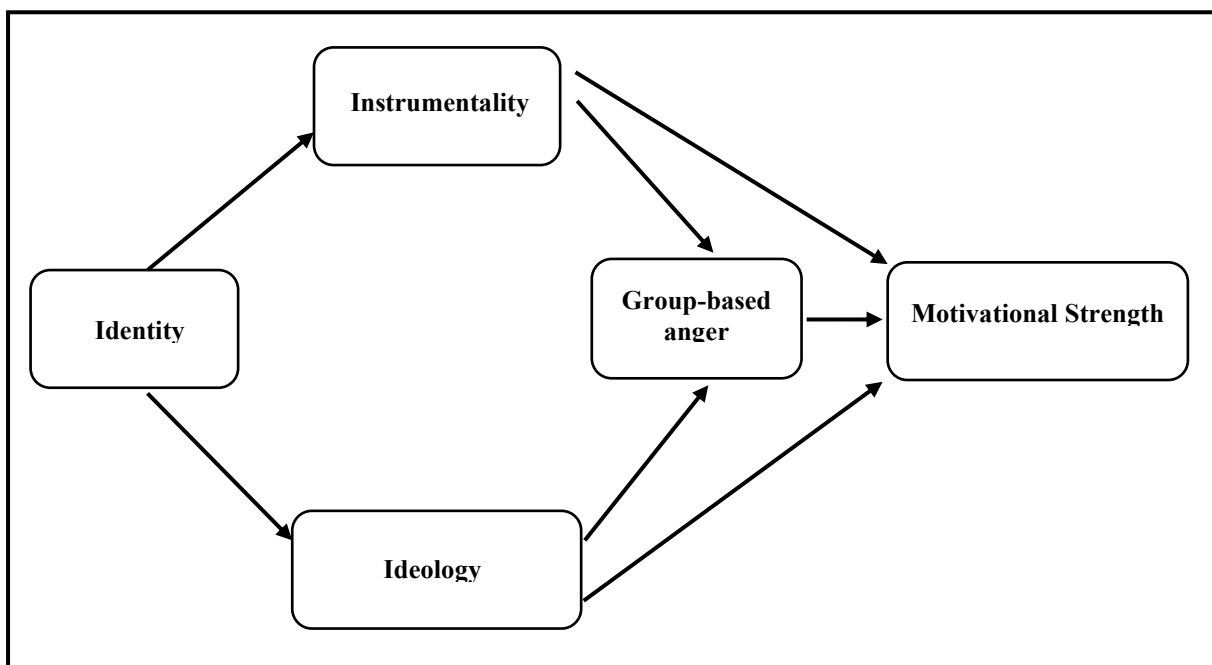 Instrumentality
Group-based
anger
Motivational Strength
Identity
Ideology